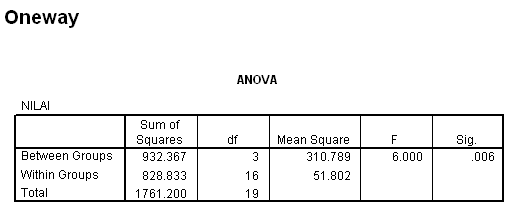 Oneway
ANOVA
NILAI
Sum of
Squares df Mean Square F Sig.
Between Groups 932.367 3 310.789 6.000 .006
Within Groups 828.833 16 51.802
Total 1761.200 19